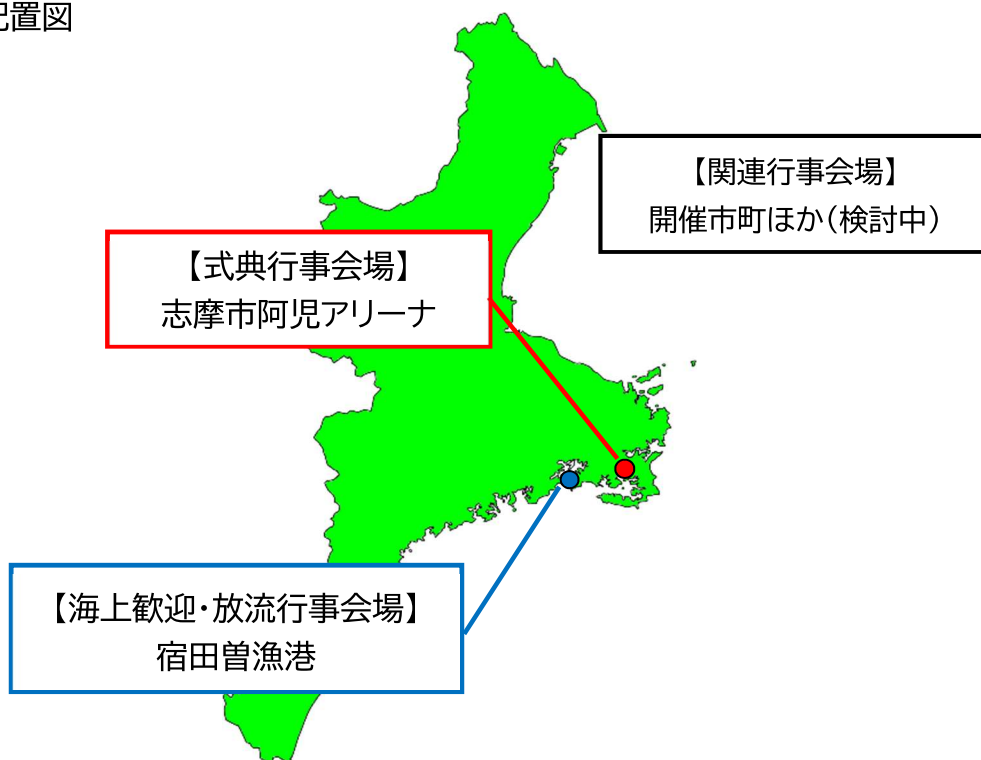 配置図
【関連行事会場】
開催市町ほか（検討中）
【式典行事会場】
志摩市阿児アリーナ
【海上歓迎・放流行事会場】
宿田曽漁港